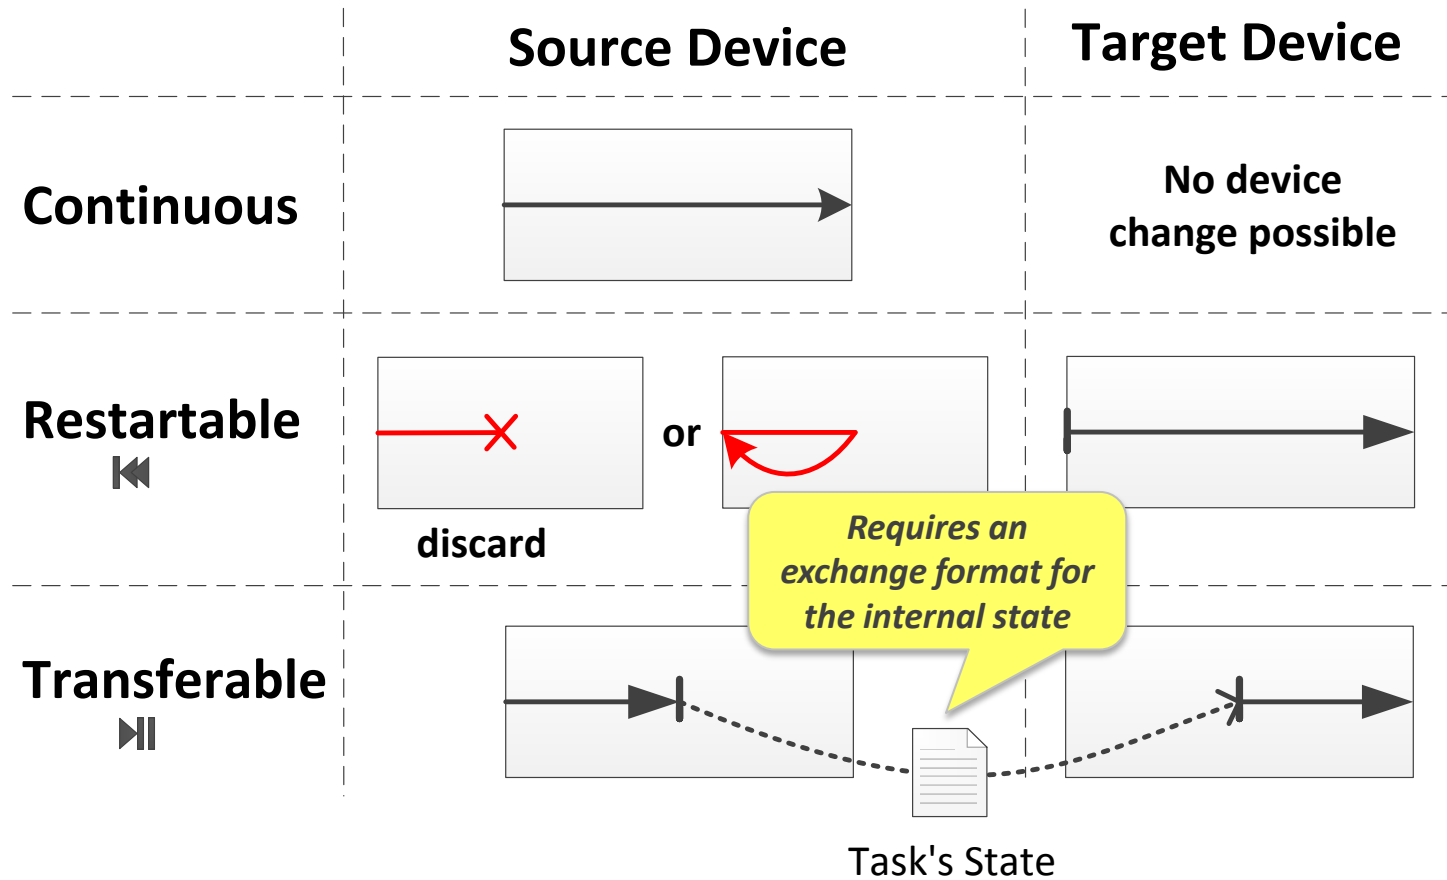 Source Device
Target Device
Continuous
No device
change possible
Restartable
or
discard
Requires an
exchange format for
the internal state
Transferable
Task's State